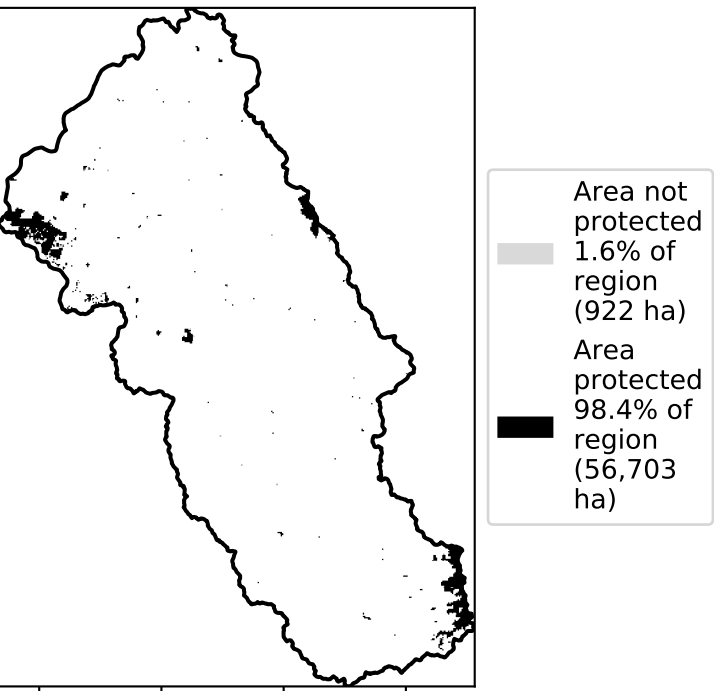 Area not
protected
1.6% of
region
(922 ha)
Area
protected
98.4% of
region
(56,703
ha)